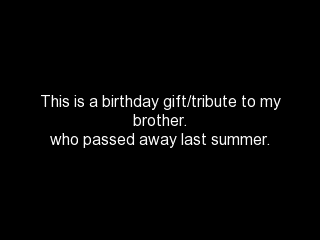 This is a birthday gift/tribute to my
brother.
who passed away last summer.